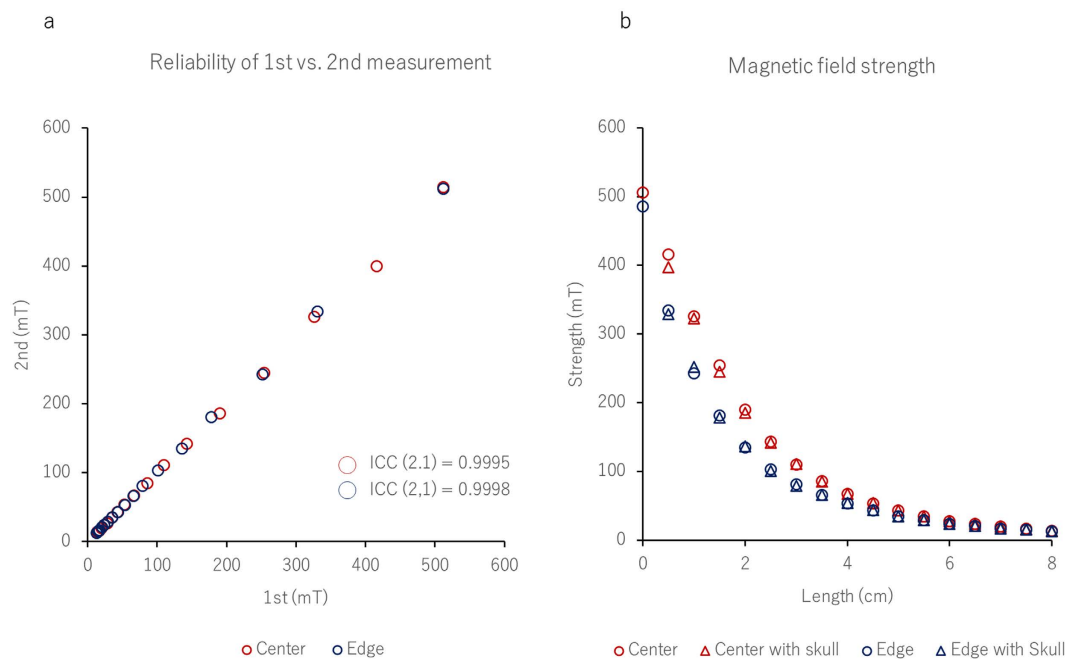 a
Reliability of 1st vs. 2nd measurement
600
500
400
300
200
100
0
2nd (mT)
0 100 200 300 400 500 600
1st (mT)
ICC (2.1) = 0.9995
ICC (2,1) = 0.9998
Center Edge
b
Magnetic field strength
600
500
400
300
200
100
0
Strength (mT)
0 2 4 6 8
Length (cm)
Center Center with skull Edge Edge with Skull